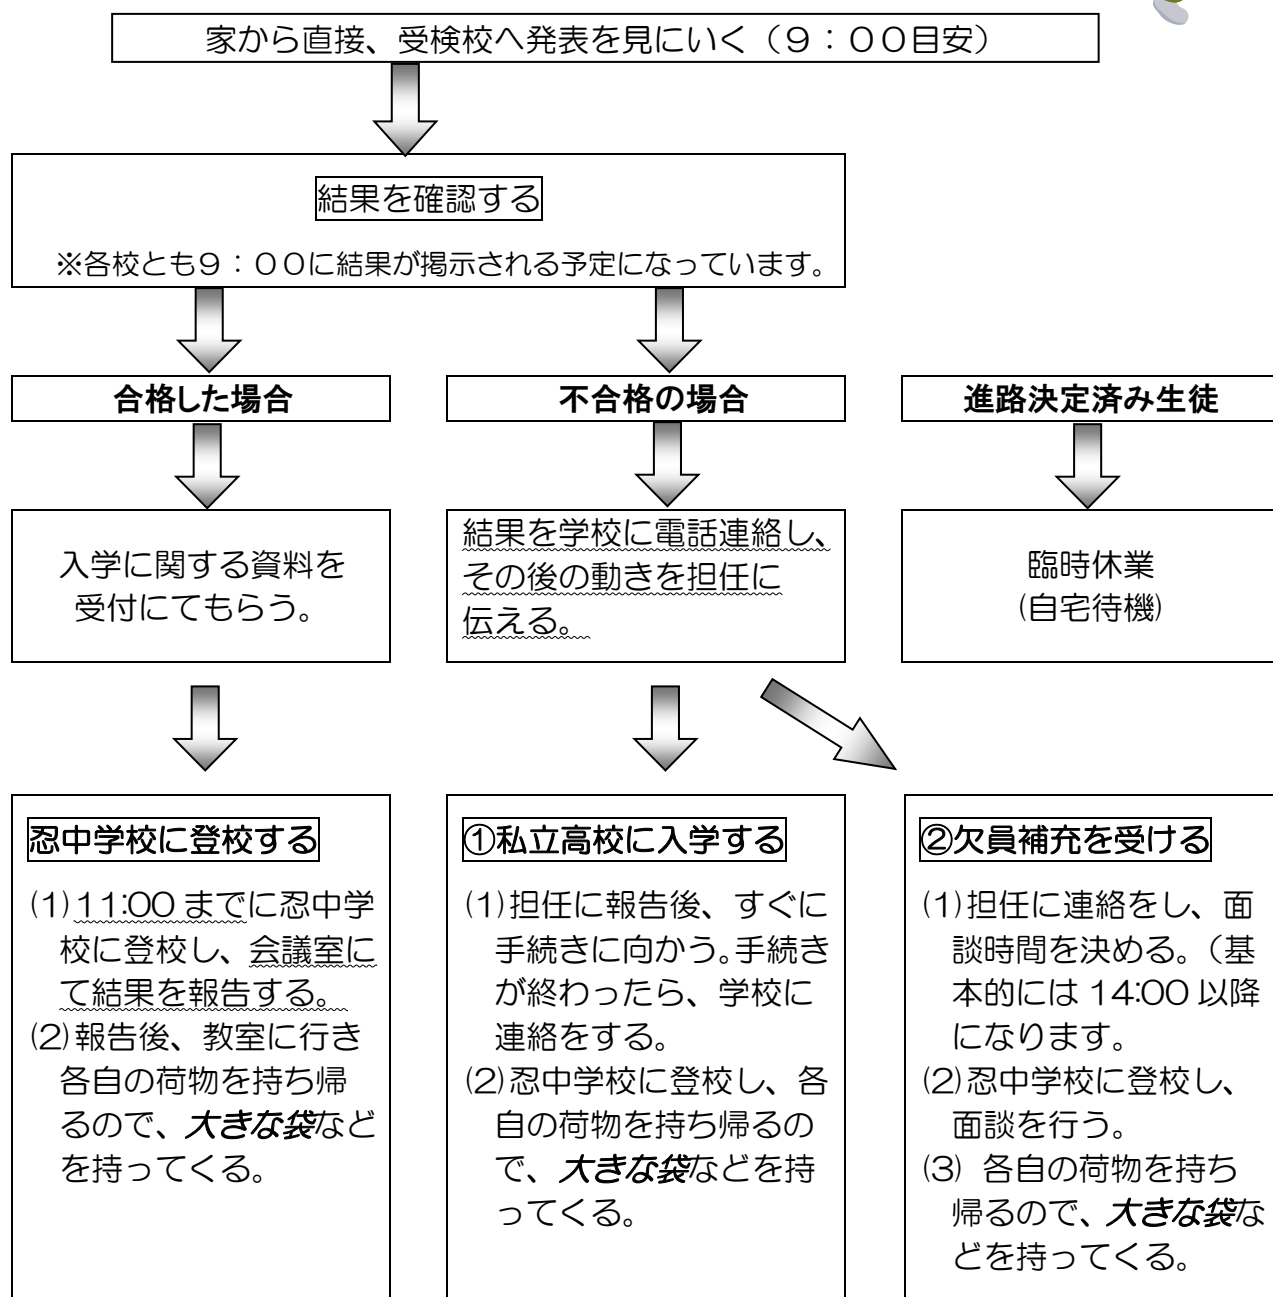 家から直接、受検校へ発表を見にいく（９：００目安）
結果を確認する
※各校とも９：００に結果が掲示される予定になっています。
合格した場合
不合格の場合
進路決定済み生徒
入学に関する資料を
受付にてもらう。
結果を学校に電話連絡し、
その後の動きを担任に
伝える。
臨時休業
(自宅待機)
忍中学校に登校する
(1)11:00 までに忍中学
校に登校し、会議室に
て結果を報告する。
(2)報告後、教室に行き
各自の荷物を持ち帰
るので、大きな袋など
を持ってくる。
①私立高校に入学する
(1)担任に報告後、すぐに
手続きに向かう。手続き
が終わったら、学校に
連絡をする。
(2)忍中学校に登校し、各
自の荷物を持ち帰るの
で、大きな袋などを持
ってくる。
②欠員補充を受ける
(1)担任に連絡をし、面
談時間を決める。（基
本的には 14:00 以降
になります。
(2)忍中学校に登校し、
面談を行う。
(3) 各自の荷物を持ち
帰るので、大きな袋な
どを持ってくる。